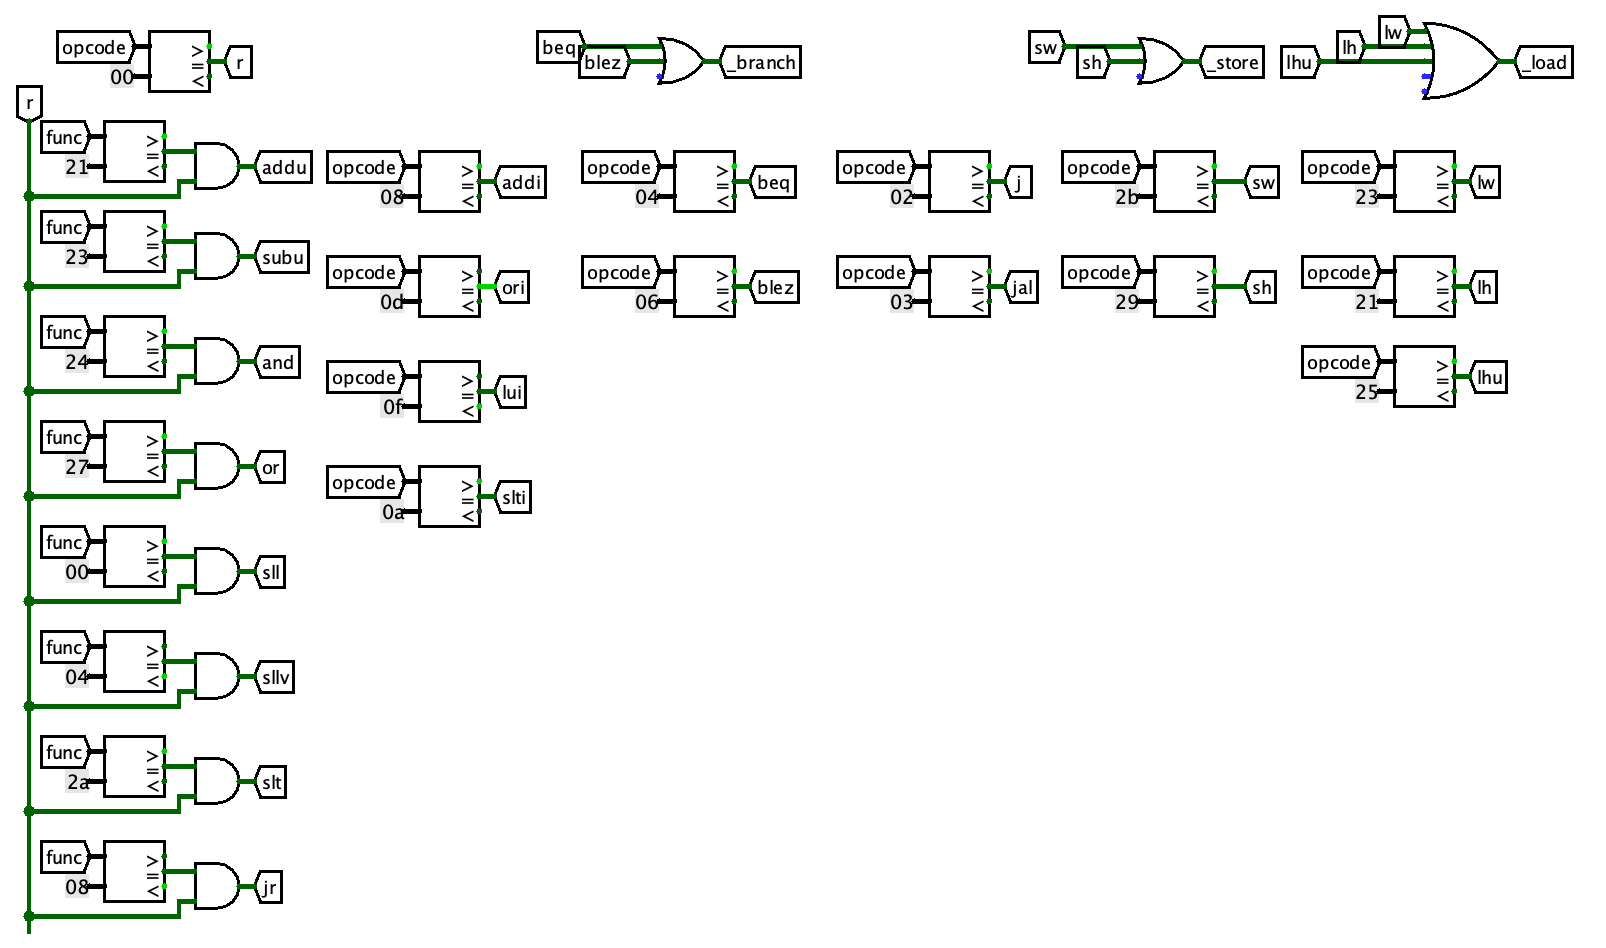 opcode 00 > = < r
beq blez _branch
sw sh _store
lw lh lhu _load
r
func 21 > = < addu
opcode 08 > = < addi
opcode 04 > = < beq
opcode 02 > = < j
opcode 2b > = < sw
opcode 23 > = < lw
func 23 > = < subu
opcode 0d > = < ori
opcode 06 > = < blez
opcode 03 > = < jal
opcode 29 > = < sh
opcode 21 > = < lh
func 24 > = < and
opcode 0f > = < lui
opcode 25 > = < lhu
func 27 > = < or
opcode 0a > = < slti
func 00 > = < sll
func 04 > = < sllv
func 2a > = < slt
func 08 > = < jr